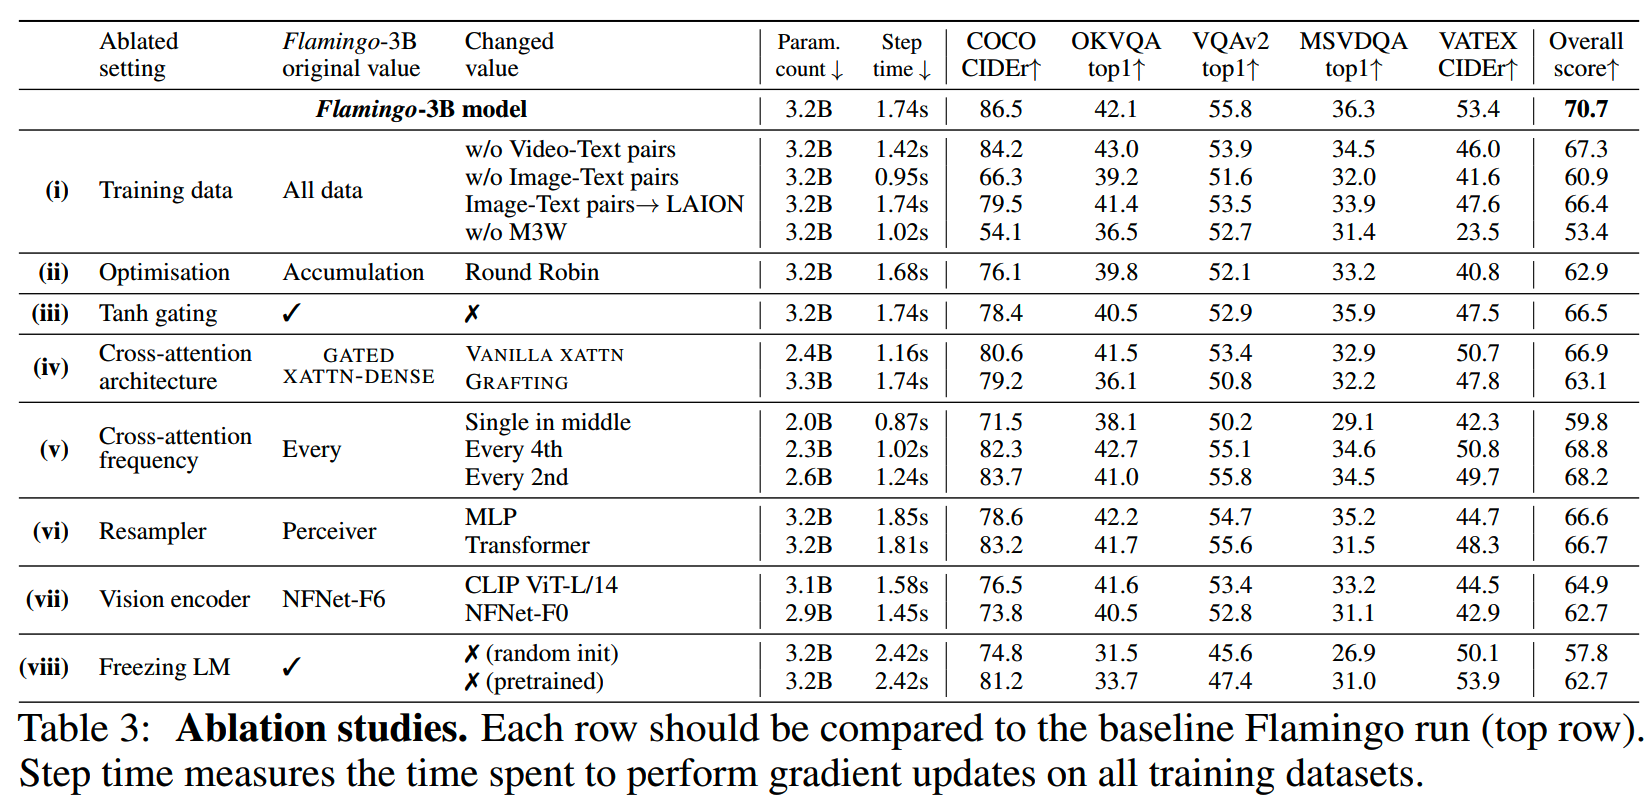 Ablated setting | Flamingo-3B original value | Changed value | Param. count ↓ | Step time ↓ | COCO CIDEr↑ | OKVQA top1↑ | VQAv2 top1↑ | MSVDQA top1↑ | VATEX CIDEr↑ | Overall score↑
Flamingo-3B model | 3.2B | 1.74s | 86.5 | 42.1 | 55.8 | 36.3 | 53.4 | 70.7
(i) Training data | All data | w/o Video-Text pairs | 3.2B | 1.42s | 84.2 | 43.0 | 53.9 | 34.5 | 46.0 | 67.3
w/o Image-Text pairs | 3.2B | 0.95s | 66.3 | 39.2 | 51.6 | 32.0 | 41.6 | 60.9
Image-Text pairs→ LAION | 3.2B | 1.74s | 79.5 | 41.4 | 53.5 | 33.9 | 47.6 | 66.4
w/o M3W | 3.2B | 1.02s | 54.1 | 36.5 | 52.7 | 31.4 | 23.5 | 53.4
(ii) Optimisation | Accumulation | Round Robin | 3.2B | 1.68s | 76.1 | 39.8 | 52.1 | 33.2 | 40.8 | 62.9
(iii) Tanh gating | ✓ | ✗ | 3.2B | 1.74s | 78.4 | 40.5 | 52.9 | 35.9 | 47.5 | 66.5
(iv) Cross-attention architecture | GATED XATTN-DENSE | VANILLA XATTN | 2.4B | 1.16s | 80.6 | 41.5 | 53.4 | 32.9 | 50.7 | 66.9
GRAFTING | 3.3B | 1.74s | 79.2 | 36.1 | 50.8 | 32.2 | 47.8 | 63.1
(v) Cross-attention frequency | Every | Single in middle | 2.0B | 0.87s | 71.5 | 38.1 | 50.2 | 29.1 | 42.3 | 59.8
Every 4th | 2.3B | 1.02s | 82.3 | 42.7 | 55.1 | 34.6 | 50.8 | 68.8
Every 2nd | 2.6B | 1.24s | 83.7 | 41.0 | 55.8 | 34.5 | 49.7 | 68.2
(vi) Resampler | Perceiver | MLP | 3.2B | 1.85s | 78.6 | 42.2 | 54.7 | 35.2 | 44.7 | 66.6
Transformer | 3.2B | 1.81s | 83.2 | 41.7 | 55.6 | 31.5 | 48.3 | 66.7
(vii) Vision encoder | NFNet-F6 | CLIP ViT-L/14 | 3.1B | 1.58s | 76.5 | 41.6 | 53.4 | 33.2 | 44.5 | 64.9
NFNet-F0 | 2.9B | 1.45s | 73.8 | 40.5 | 52.8 | 31.1 | 42.9 | 62.7
(viii) Freezing LM | ✓ | ✗ (random init) | 3.2B | 2.42s | 74.8 | 31.5 | 45.6 | 26.9 | 50.1 | 57.8
✗ (pretrained) | 3.2B | 2.42s | 81.2 | 33.7 | 47.4 | 31.0 | 53.9 | 62.7
Table 3: Ablation studies. Each row should be compared to the baseline Flamingo run (top row).
Step time measures the time spent to perform gradient updates on all training datasets.